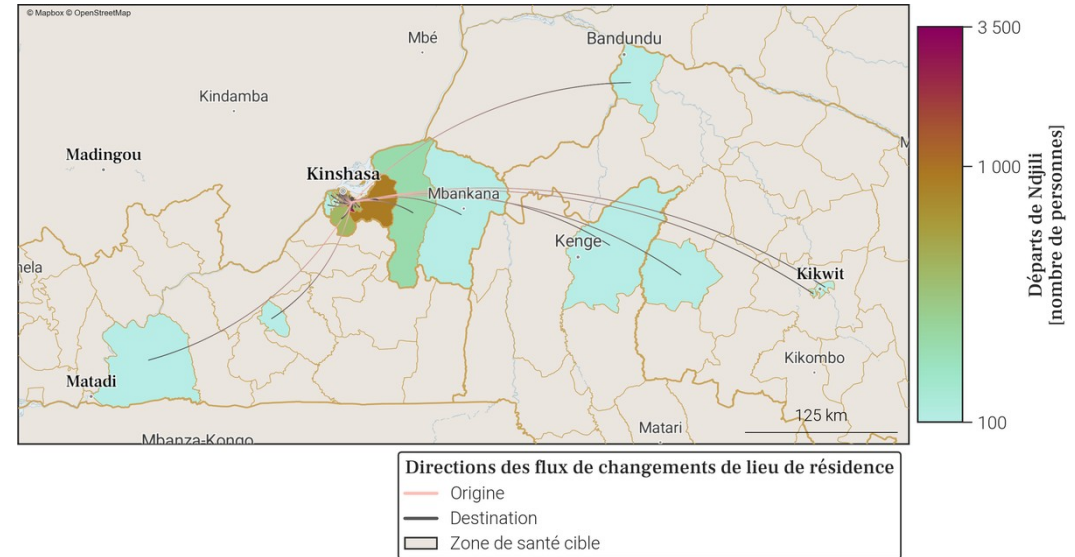 © Mapbox © OpenStreetMap
Mbé
Bandundu
Kindamba
Madingou
Kinshasa
Mbankana
Kenge
nela
Kikwit
Kikombo
Matadi
Matari
Mbanza-Kongo
125 km
3 500
1 000
100
Départs de Ndjili
[nombre de personnes]
Directions des flux de changements de lieu de résidence
Origine
Destination
Zone de santé cible